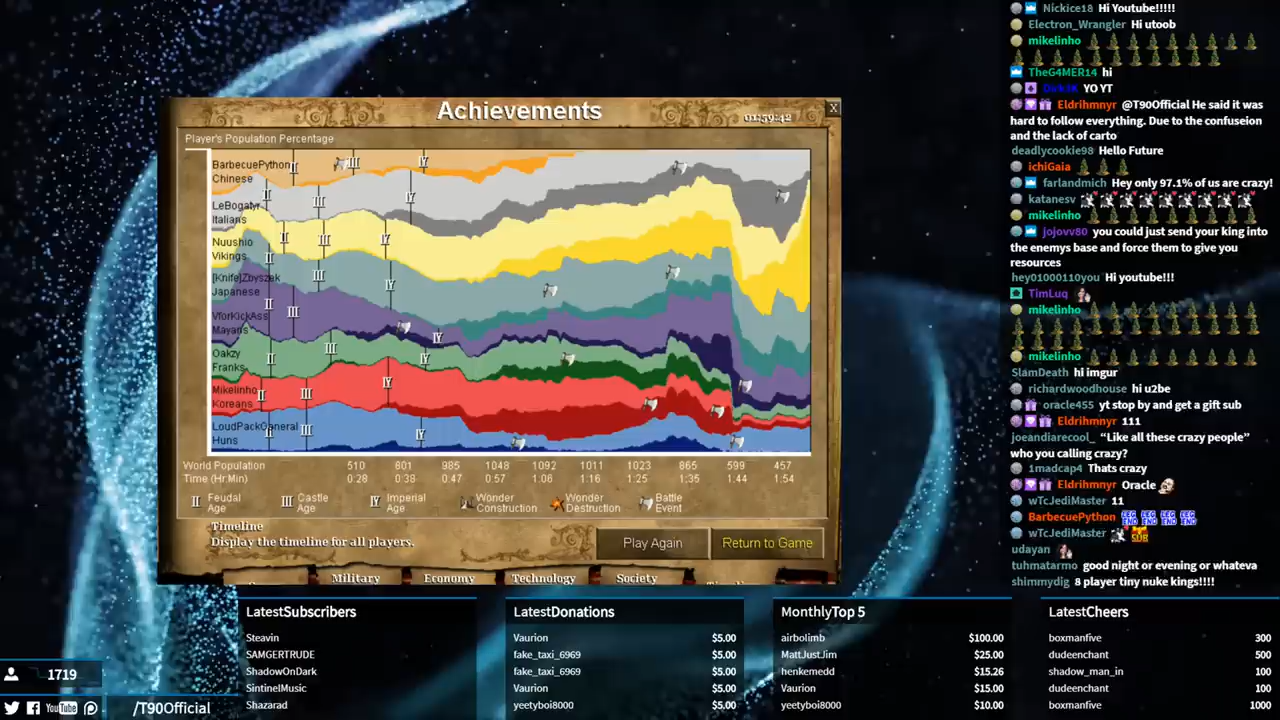 Achievements
X
01:59:42
Player's Population Percentage
BarbecuePython
Chinese
LeBogatyr
Italians
Nuushio
Vikings
[Knife]Zbyszek
Japanese
VforKickAss
Mayans
Oakzy
Franks
Mikelinho
Koreans
LoudPackGeneral
Huns
World Population 510 801 985 1048 1092 1011 1023 865 599 457
Time (Hr:Min) 0:28 0:38 0:47 0:57 1:06 1:16 1:25 1:35 1:44 1:54
II Feudal Age
III Castle Age
IV Imperial Age
Wonder Construction
Wonder Destruction
Battle Event
Timeline
Display the timeline for all players.
Play Again
Return to Game
Military Economy Technology Society
Nickice18 Hi Youtube!!!!!
Electron_Wrangler Hi utoob
mikelinho
TheG4MER14 hi
YO YT
Eldrihmnyr @T90Official He said it was
hard to follow everything. Due to the confuseion
and the lack of carto
deadlycookie98 Hello Future
ichiGaia
farlandmich Hey only 97.1% of us are crazy!
katanesv
mikelinho
jojovv80 you could just send your king into
the enemys base and force them to give you
resources
hey01000110you Hi youtube!!!
TimLuq
mikelinho
mikelinho
SlamDeath hi imgur
richardwoodhouse hi u2be
oracle455 yt stop by and get a gift sub
Eldrihmnyr 111
joeandiarecool_ “Like all these crazy people”
who you calling crazy?
1madcap4 Thats crazy
Eldrihmnyr Oracle
wTcJediMaster 11
BarbecuePython LEGEND LEGEND LEGEND LEGEND
wTcJediMaster SUB
udayan
tuhmatarmo good night or evening or whateva
shimmydig 8 player tiny nuke kings!!!!
LatestSubscribers
Steavin
SAMGERTRUDE
ShadowOnDark
SintinelMusic
Shazarad
LatestDonations
Vaurion $5.00
fake_taxi_6969 $5.00
fake_taxi_6969 $5.00
Vaurion $5.00
yeetyboi8000 $5.00
MonthlyTop 5
airbolimb $100.00
MattJustJim $25.00
henkemedd $15.26
Vaurion $15.00
yeetyboi8000 $10.00
LatestCheers
boxmanfive 300
dudeenchant 500
shadow_man_in 100
dudeenchant 100
boxmanfive 1000
1719
YouTube /T90Official